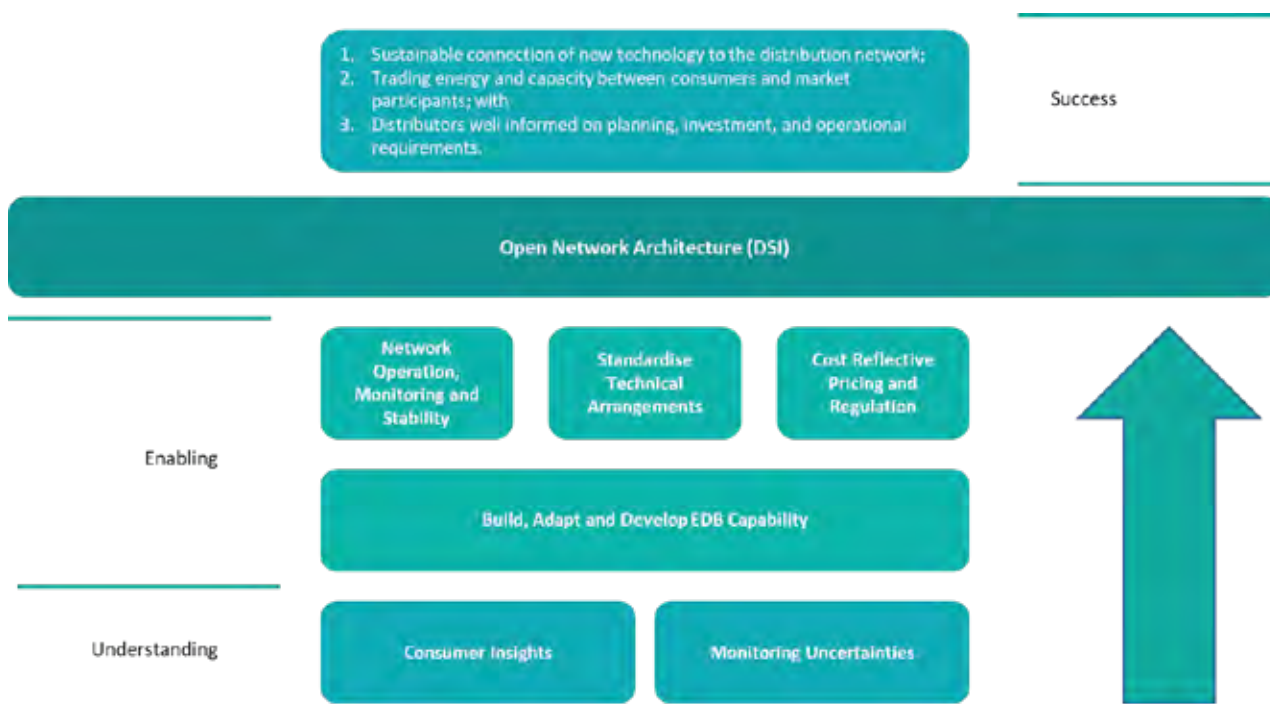 1. Sustainable connection of new technology to the distribution network;
2. Trading energy and capacity between consumers and market
participants; with
3. Distributors well informed on planning, investment, and operational
requirements.
Success
Open Network Architecture (DSI)
Network
Operation,
Monitoring and
Stability
Standardise
Technical
Arrangements
Cost Reflective
Pricing and
Regulation
Enabling
Build, Adapt and Develop EDB Capability
Understanding
Consumer Insights
Monitoring Uncertainties